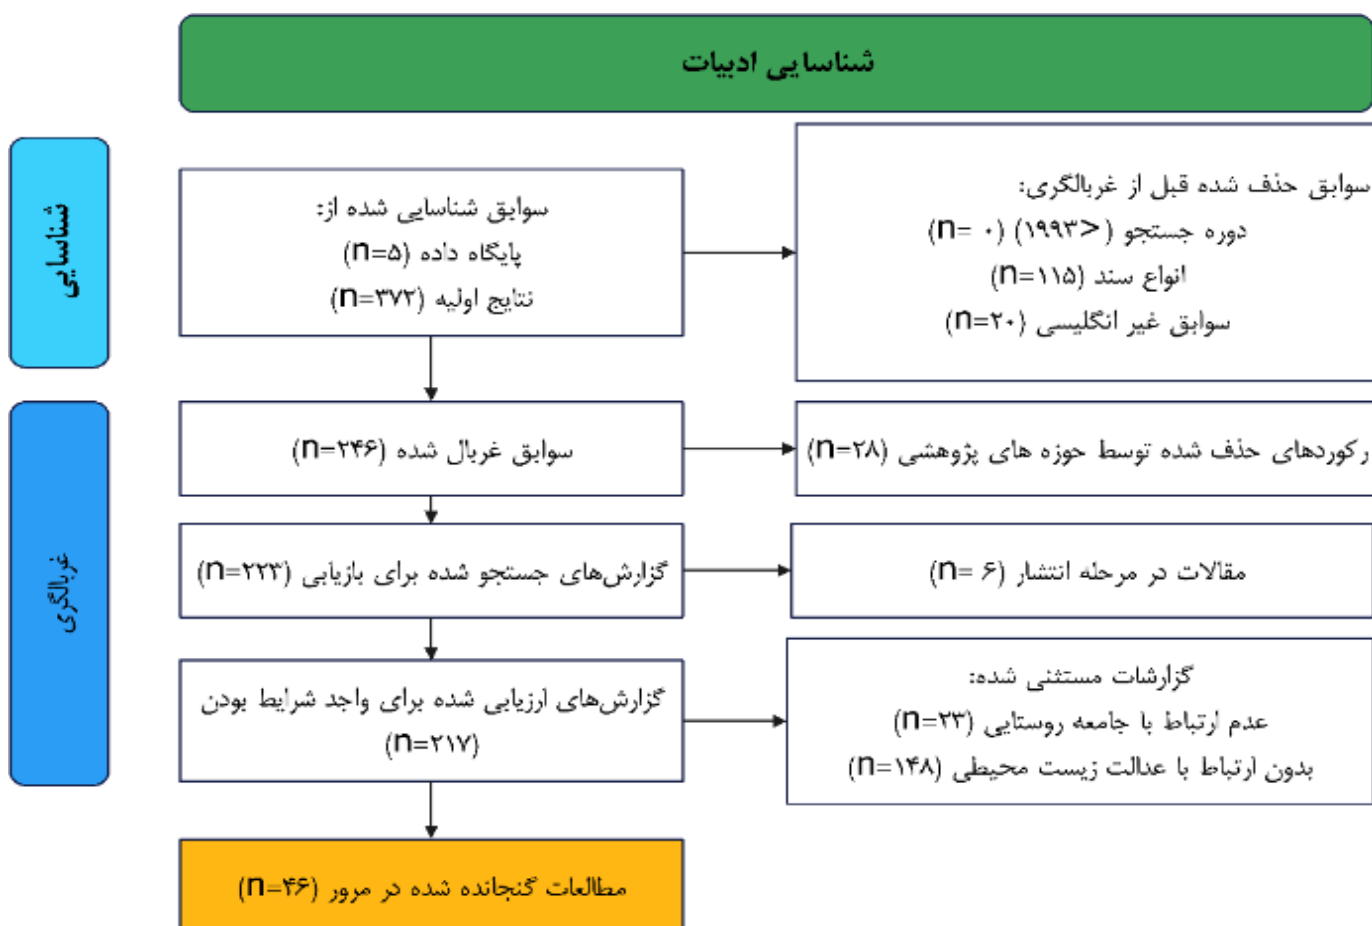 شناسایی ادبیات
شناسایی
سوابق شناسایی شده از:
پایگاه داده (n=۵)
نتایج اولیه (n=۳۷۲)
سوابق حذف شده قبل از غربالگری:
دوره جستجو (<۱۹۹۳) (n= ۰)
انواع سند (n=۱۱۵)
سوابق غیر انگلیسی (n=۲۰)
غربالگری
سوابق غربال شده (n=۲۴۶)
رکوردهای حذف شده توسط حوزه های پژوهشی (n=۲۸)
گزارش‌های جستجو شده برای بازیابی (n=۲۲۳)
مقالات در مرحله انتشار (n= ۶)
گزارش‌های ارزیابی شده برای واجد شرایط بودن
(n=۲۱۷)
گزارشات مستثنی شده:
عدم ارتباط با جامعه روستایی (n=۲۳)
بدون ارتباط با عدالت زیست محیطی (n=۱۴۸)
مطالعات گنجانده شده در مرور (n=۴۶)